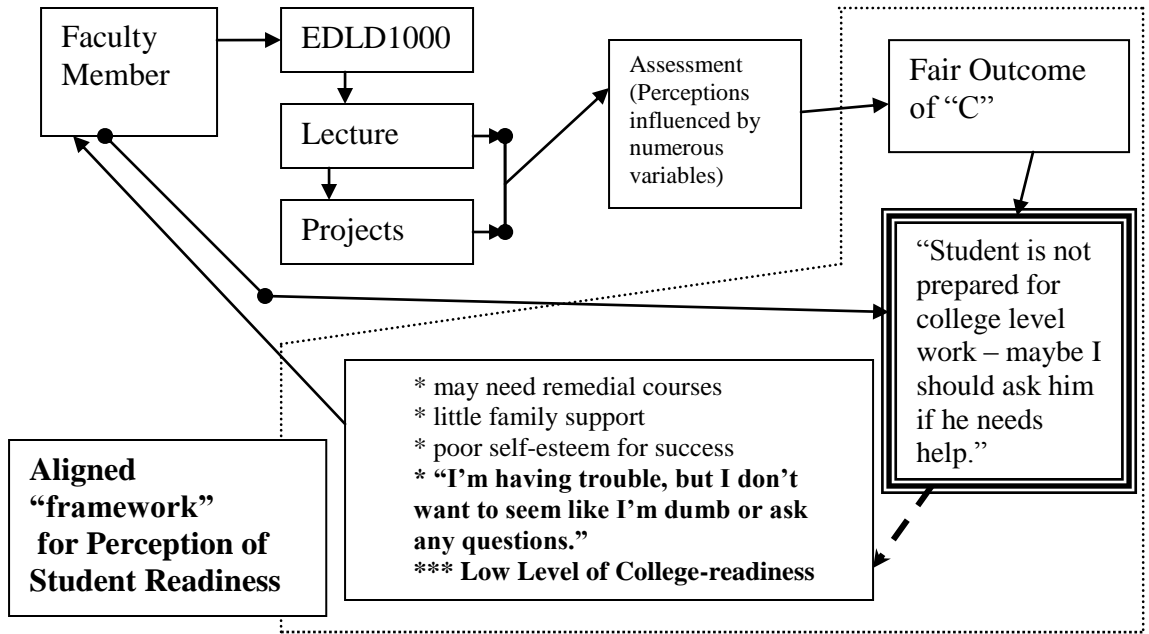 Faculty
Member
EDLD1000
Lecture
Projects
Assessment
(Perceptions
influenced by
numerous
variables)
Fair Outcome
of “C”
“Student is not
prepared for
college level
work – maybe I
should ask him
if he needs
help.”
* may need remedial courses
* little family support
* poor self-esteem for success
* “I’m having trouble, but I don’t
want to seem like I’m dumb or ask
any questions.”
*** Low Level of College-readiness
Aligned
“framework”
for Perception of
Student Readiness